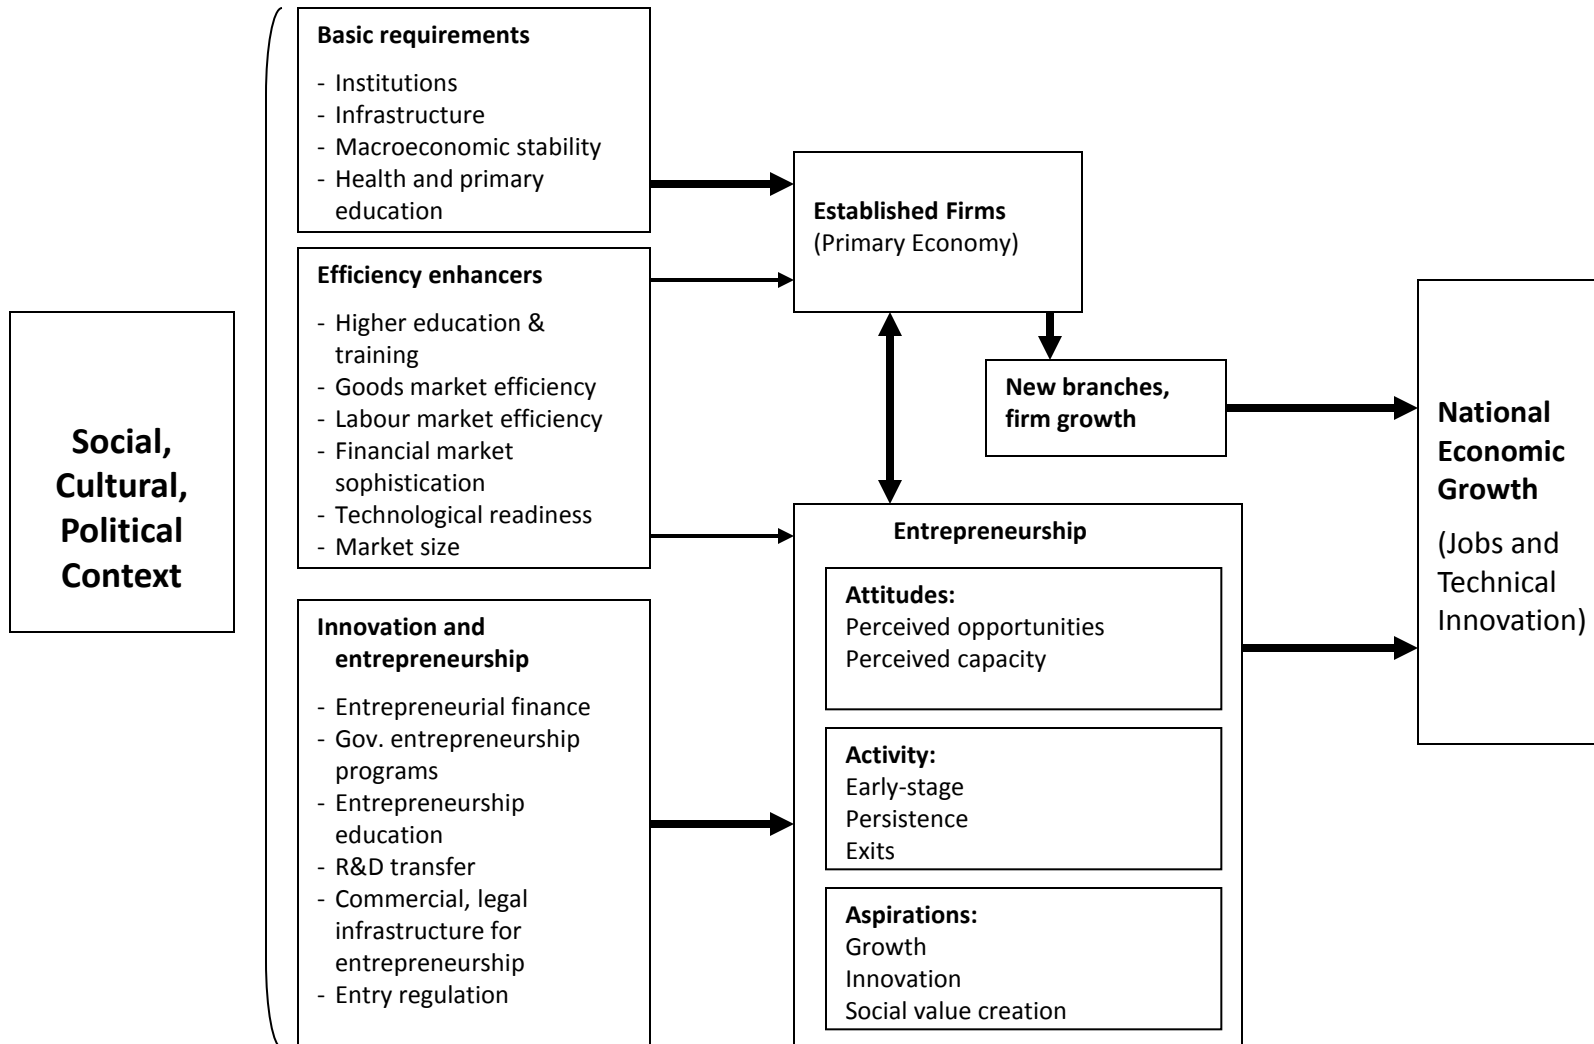 Social,
Cultural,
Political
Context
Basic requirements
- Institutions
- Infrastructure
- Macroeconomic stability
- Health and primary
education
Efficiency enhancers
- Higher education &
training
- Goods market efficiency
- Labour market efficiency
- Financial market
sophistication
- Technological readiness
- Market size
Innovation and
entrepreneurship
- Entrepreneurial finance
- Gov. entrepreneurship
programs
- Entrepreneurship
education
- R&D transfer
- Commercial, legal
infrastructure for
entrepreneurship
- Entry regulation
Established Firms
(Primary Economy)
New branches,
firm growth
Entrepreneurship
Attitudes:
Perceived opportunities
Perceived capacity
Activity:
Early-stage
Persistence
Exits
Aspirations:
Growth
Innovation
Social value creation
National
Economic
Growth
(Jobs and
Technical
Innovation)